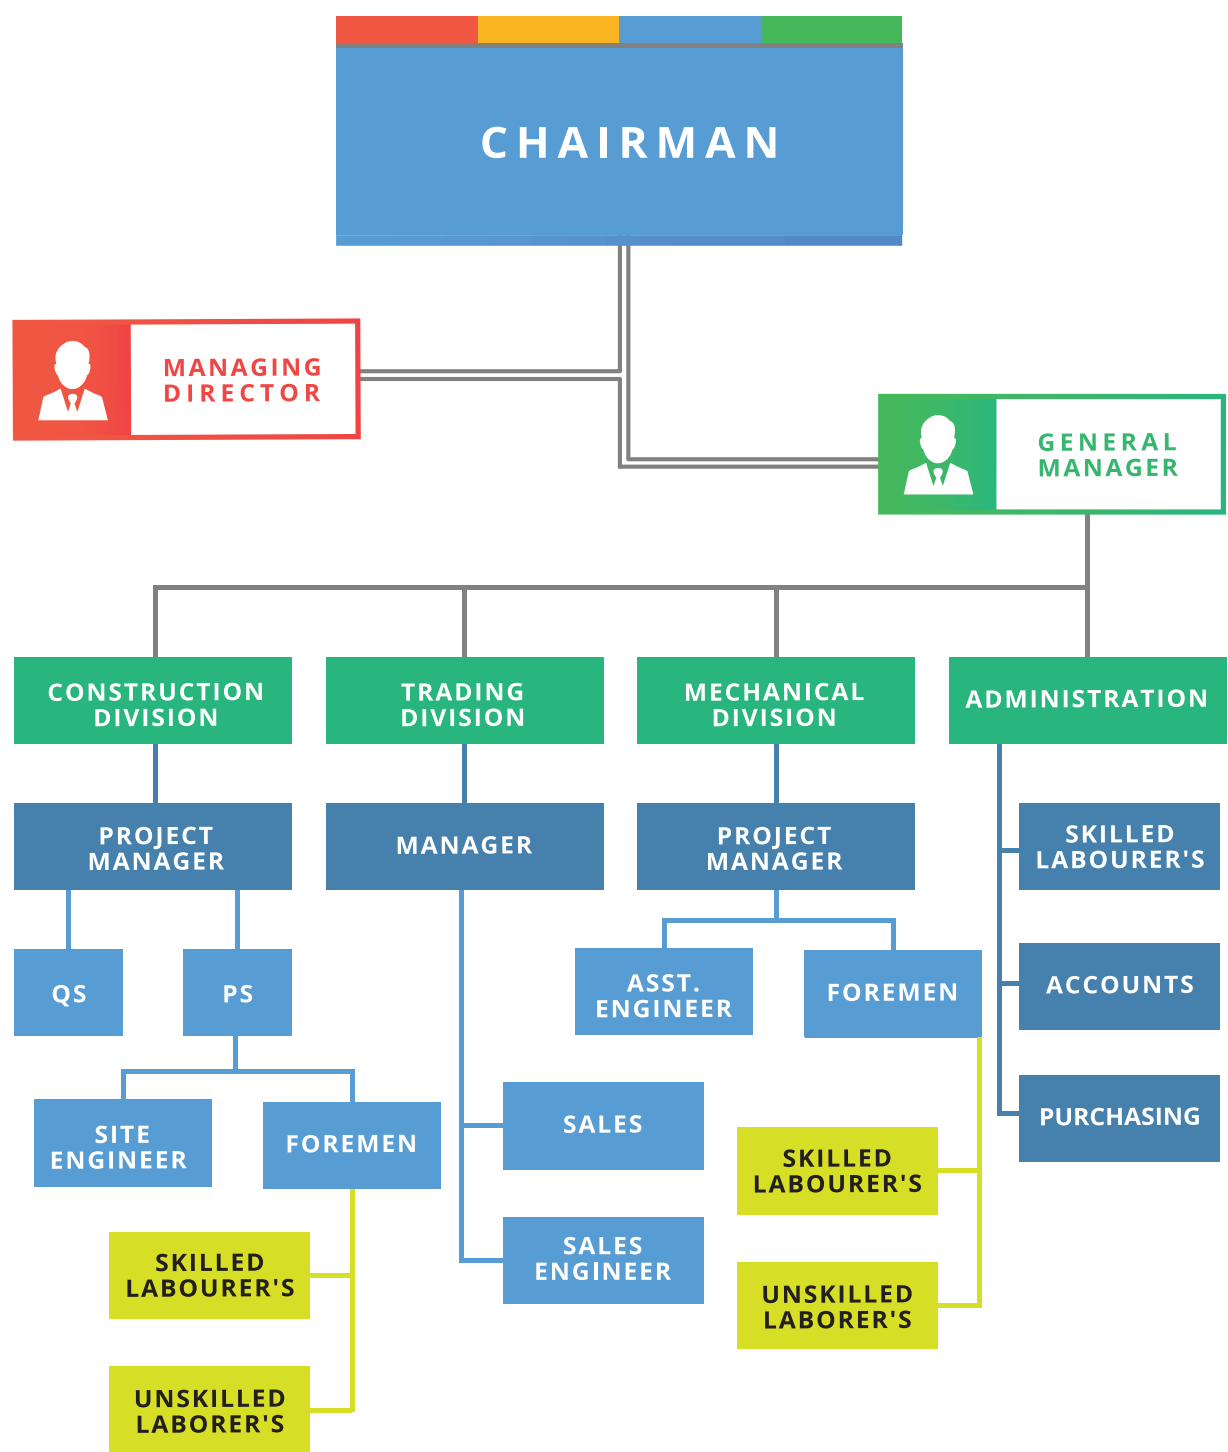 CHAIRMAN
MANAGING
DIRECTOR
GENERAL
MANAGER
CONSTRUCTION
DIVISION
TRADING
DIVISION
MECHANICAL
DIVISION
ADMINISTRATION
PROJECT
MANAGER
MANAGER
PROJECT
MANAGER
SKILLED
LABOURER'S
QS
PS
ASST.
ENGINEER
FOREMEN
ACCOUNTS
SITE
ENGINEER
FOREMEN
SALES
SKILLED
LABOURER'S
PURCHASING
SKILLED
LABOURER'S
SALES
ENGINEER
UNSKILLED
LABORER'S
UNSKILLED
LABORER'S